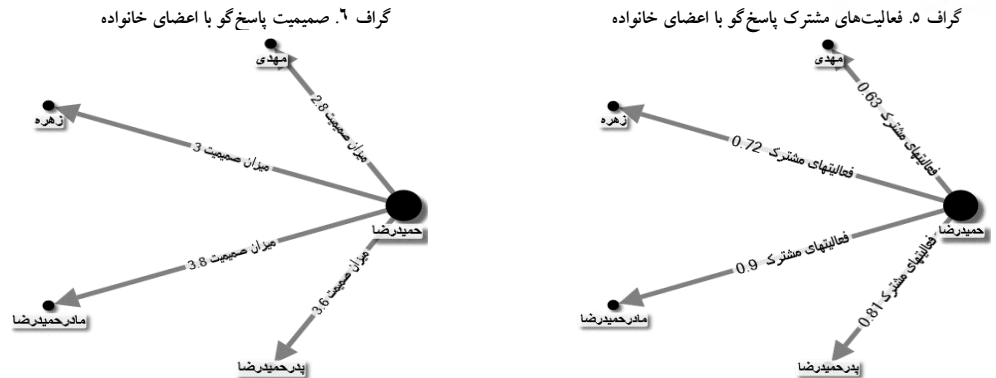 گراف ۵. فعالیت‌های مشترک پاسخ‌گو با اعضای خانواده
مهدی
0.63 فعالیتهای مشترک
زهره
0.72 فعالیتهای مشترک
حمیدرضا
0.9 فعالیتهای مشترک
مادرحمیدرضا
0.81 فعالیتهای مشترک
پدرحمیدرضا
گراف ۶. صمیمیت پاسخ‌گو با اعضای خانواده
مهدی
میزان صمیمیت 2.8
زهره
میزان صمیمیت 3
حمیدرضا
میزان صمیمیت 3.8
مادرحمیدرضا
میزان صمیمیت 3.6
پدرحمیدرضا